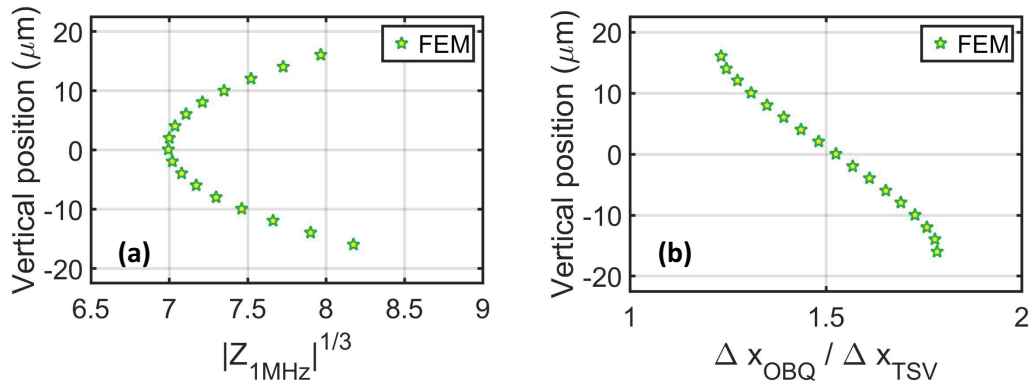 Vertical position (μm)
20
10
0
-10
-20
FEM
(a)
6.5 7 7.5 8 8.5 9
|Z1MHz|1/3
Vertical position (μm)
20
10
0
-10
-20
FEM
(b)
1 1.5 2
Δ xOBQ / Δ xTSV